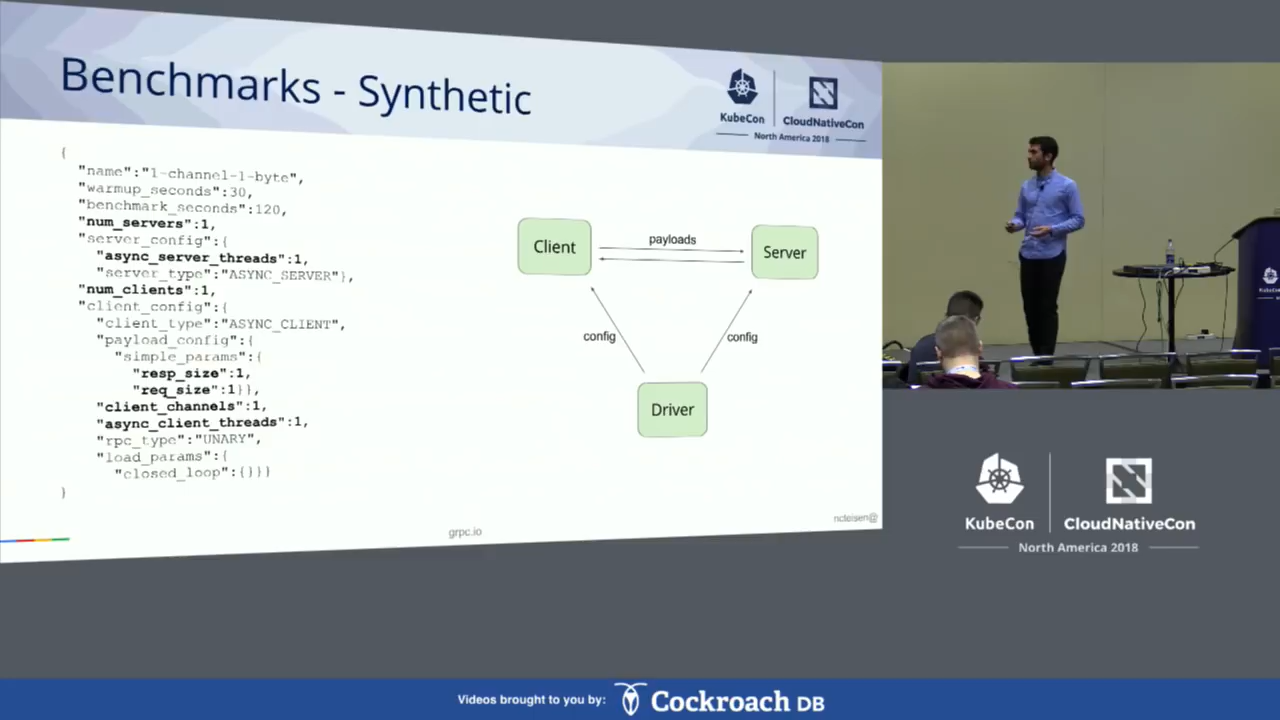 Benchmarks - Synthetic
KubeCon
CloudNativeCon
North America 2018
{
"name":"1-channel-1-byte",
"warmup_seconds":30,
"benchmark_seconds":120,
"num_servers":1,
"server_config":{
"async_server_threads":1,
"server_type":"ASYNC_SERVER"},
"num_clients":1,
"client_config":{
"client_type":"ASYNC_CLIENT",
"payload_config":{
"simple_params":{
"resp_size":1,
"req_size":1}},
"client_channels":1,
"async_client_threads":1,
"rpc_type":"UNARY",
"load_params":{
"closed_loop":{}}}
}
Client
payloads
Server
config
config
Driver
grpc.io
KubeCon
CloudNativeCon
North America 2018
Videos brought to you by:
Cockroach DB